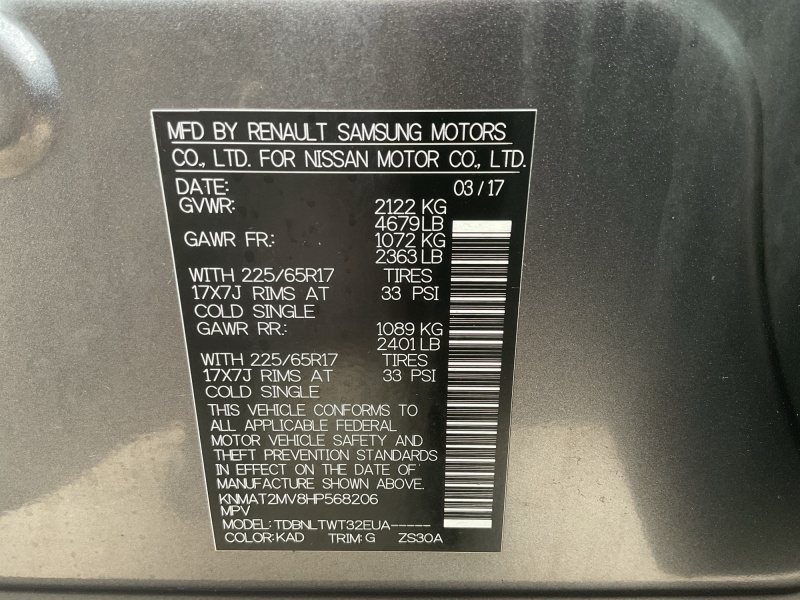 MFD BY RENAULT SAMSUNG MOTORS
CO., LTD. FOR NISSAN MOTOR CO., LTD.
DATE: 03/17
GVWR: 2122 KG
4679 LB
GAWR FR.: 1072 KG
2363 LB
WITH 225/65R17 TIRES
17X7J RIMS AT 33 PSI
COLD SINGLE
GAWR RR.: 1089 KG
2401 LB
WITH 225/65R17 TIRES
17X7J RIMS AT 33 PSI
COLD SINGLE
THIS VEHICLE CONFORMS TO
ALL APPLICABLE FEDERAL
MOTOR VEHICLE SAFETY AND
THEFT PREVENTION STANDARDS
IN EFFECT ON THE DATE OF
MANUFACTURE SHOWN ABOVE.
KNMAT2MV8HP568206
MPV
MODEL: TDBNLTWT32EUA-----
COLOR: KAD TRIM: G ZS30A